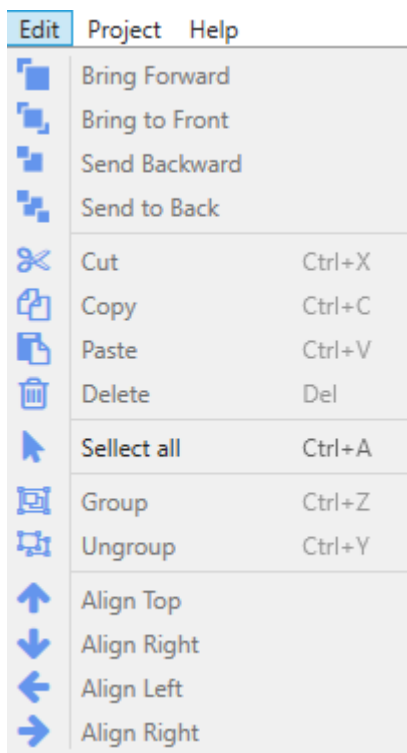 Edit Project Help
Bring Forward
Bring to Front
Send Backward
Send to Back
Cut Ctrl+X
Copy Ctrl+C
Paste Ctrl+V
Delete Del
Sellect all Ctrl+A
Group Ctrl+Z
Ungroup Ctrl+Y
Align Top
Align Right
Align Left
Align Right